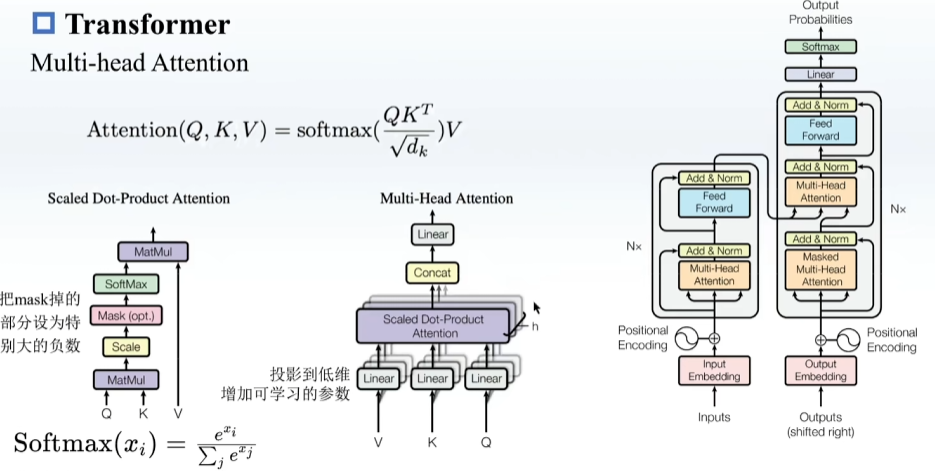 Transformer
Multi-head Attention
Attention(Q, K, V) = softmax(\frac{QK^T}{\sqrt{d_k}})V
Scaled Dot-Product Attention
MatMul
SoftMax
Mask (opt.)
Scale
MatMul
Q K V
把mask掉的
部分设为特
别大的负数
Softmax(x_i) = \frac{e^{x_i}}{\sum_j e^{x_j}}
Multi-Head Attention
Linear
Concat
Scaled Dot-Product
Attention
h
Linear Linear Linear
V K Q
投影到低维
增加可学习的参数
Output
Probabilities
Softmax
Linear
Add & Norm
Feed
Forward
Add & Norm
Multi-Head
Attention
Add & Norm
Masked
Multi-Head
Attention
N×
Add & Norm
Feed
Forward
Add & Norm
Multi-Head
Attention
N×
Positional
Encoding
Positional
Encoding
Input
Embedding
Output
Embedding
Inputs
Outputs
(shifted right)